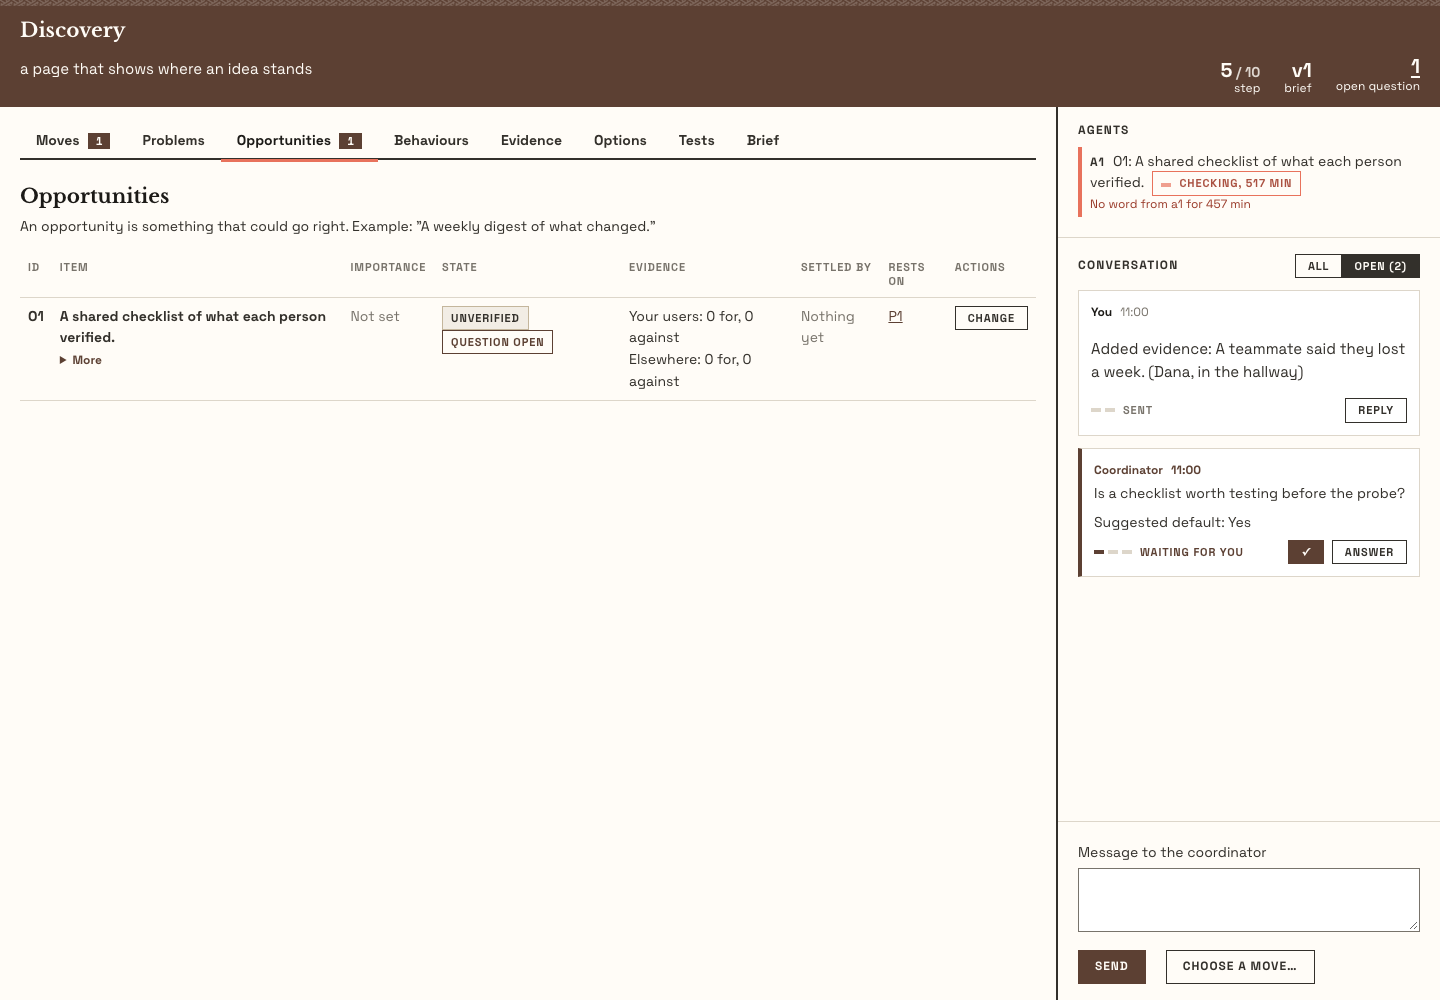 Discovery
a page that shows where an idea stands
5 / 10
step
v1
brief
1
open question
Moves 1
Problems
Opportunities 1
Behaviours
Evidence
Options
Tests
Brief
Opportunities
An opportunity is something that could go right. Example: "A weekly digest of what changed."
ID ITEM IMPORTANCE STATE EVIDENCE SETTLED BY RESTS ON ACTIONS
O1
A shared checklist of what each person
verified.
More
Not set
UNVERIFIED
QUESTION OPEN
Your users: 0 for, 0
against
Elsewhere: 0 for, 0
against
Nothing
yet
P1
CHANGE
AGENTS
A1 O1: A shared checklist of what each person
verified. CHECKING, 517 MIN
No word from a1 for 457 min
CONVERSATION
ALL
OPEN (2)
You 11:00
Added evidence: A teammate said they lost
a week. (Dana, in the hallway)
SENT
REPLY
Coordinator 11:00
Is a checklist worth testing before the probe?
Suggested default: Yes
WAITING FOR YOU
✓
ANSWER
Message to the coordinator
SEND
CHOOSE A MOVE…